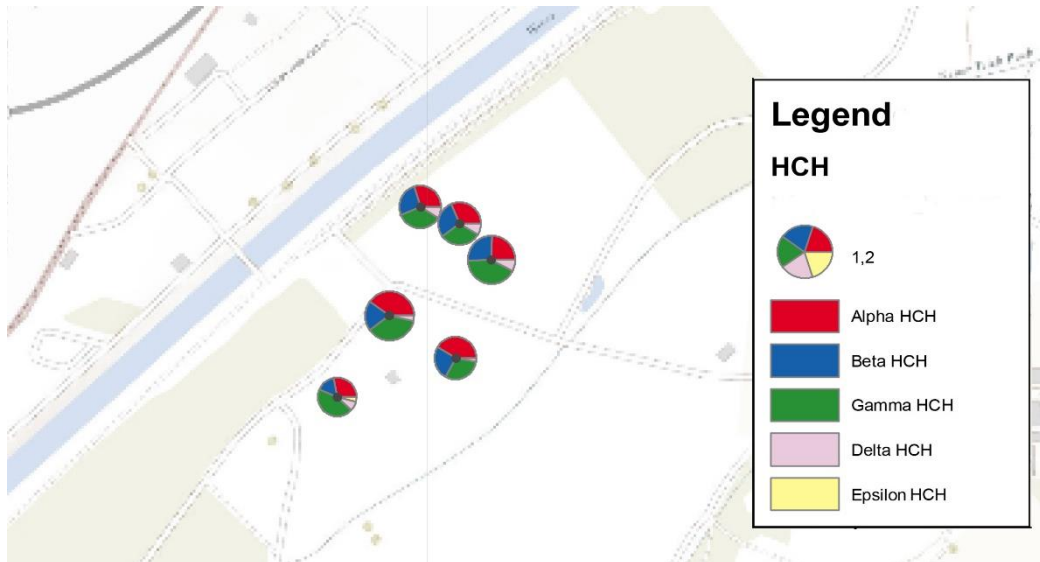 Legend
HCH
1,2
Alpha HCH
Beta HCH
Gamma HCH
Delta HCH
Epsilon HCH